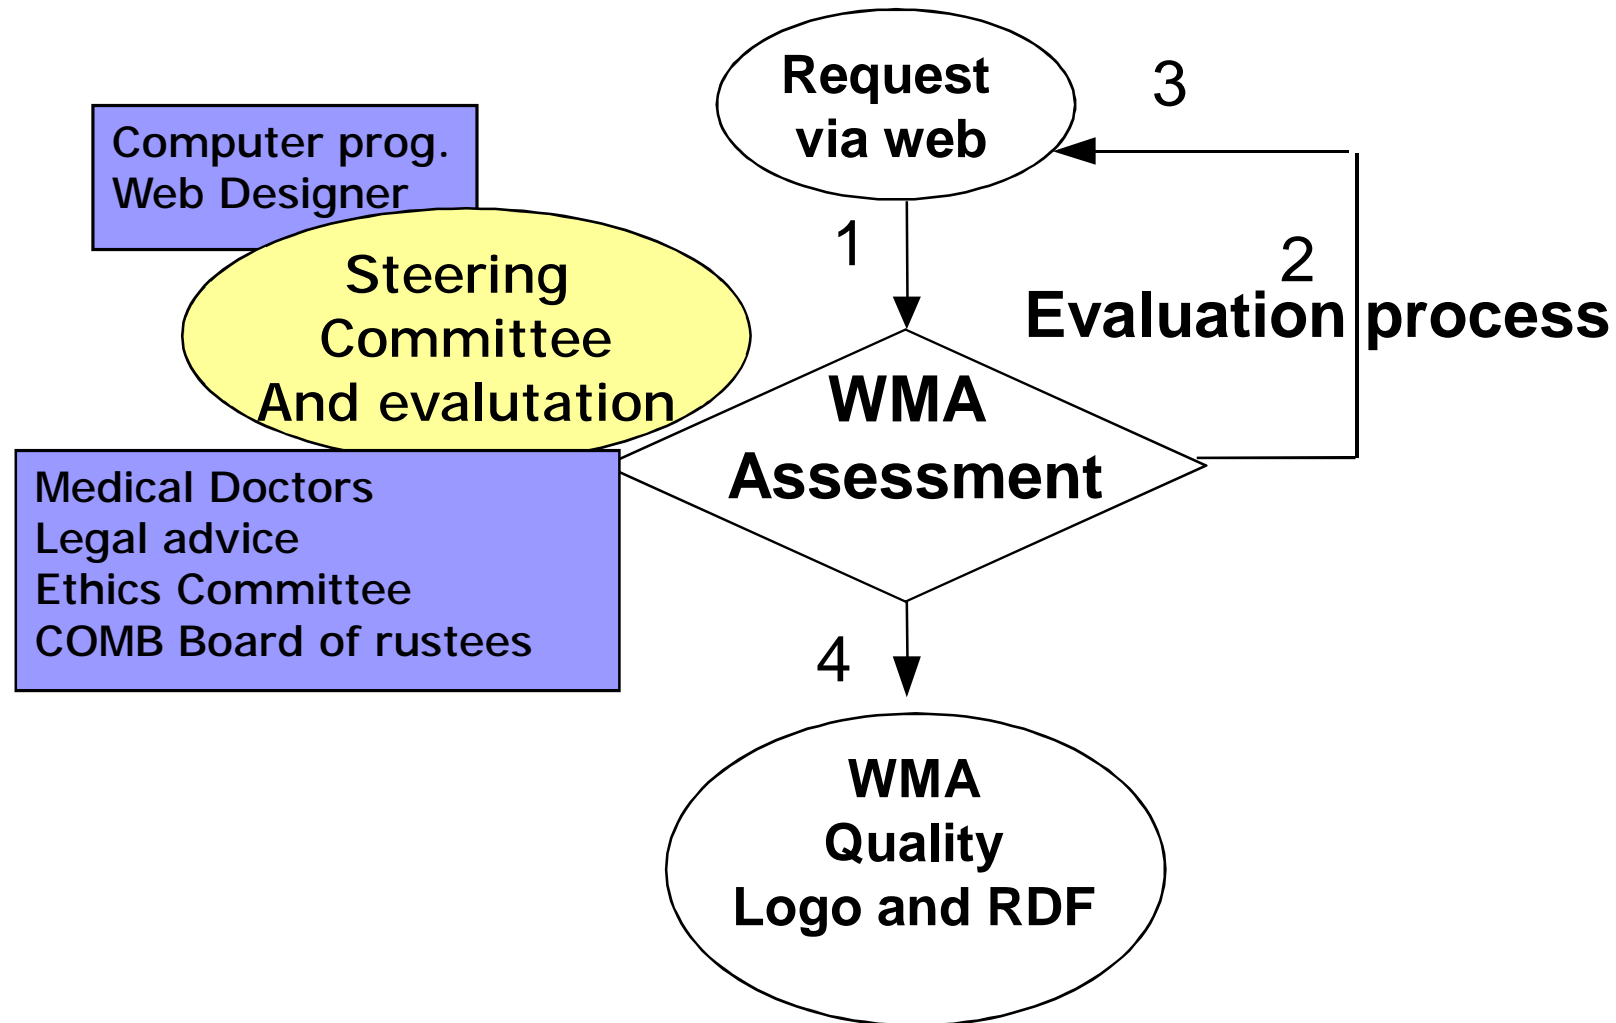 Request
via web
3
Computer prog.
Web Designer
1
2
Steering
Committee
And evalutation
Evaluation process
WMA
Assessment
Medical Doctors
Legal advice
Ethics Committee
COMB Board of rustees
4
WMA
Quality
Logo and RDF